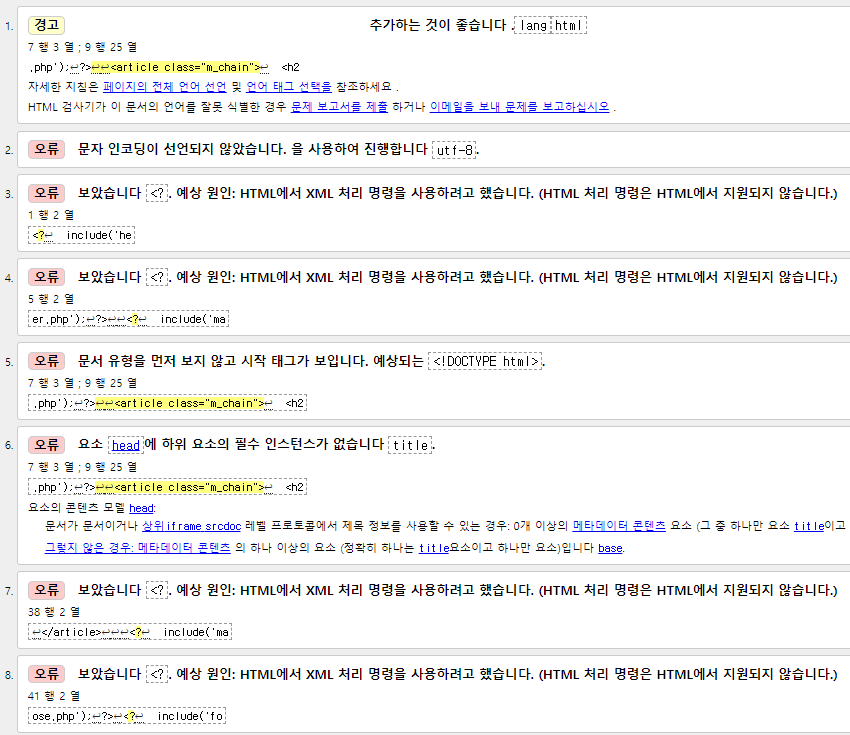 1. 경고 추가하는 것이 좋습니다 . lang html
7 행 3 열 ; 9 행 25 열
.php');↩?>↩↩<article class="m_chain">↩ <h2
자세한 지침은 페이지의 전체 언어 선언 및 언어 태그 선택을 참조하세요 .
HTML 검사기가 이 문서의 언어를 잘못 식별한 경우 문제 보고서를 제출 하거나 이메일을 보내 문제를 보고하십시오 .
2. 오류 문자 인코딩이 선언되지 않았습니다. 을 사용하여 진행합니다 utf-8.
3. 오류 보았습니다 <?. 예상 원인: HTML에서 XML 처리 명령을 사용하려고 했습니다. (HTML 처리 명령은 HTML에서 지원되지 않습니다.)
1 행 2 열
<?↩ include('he
4. 오류 보았습니다 <?. 예상 원인: HTML에서 XML 처리 명령을 사용하려고 했습니다. (HTML 처리 명령은 HTML에서 지원되지 않습니다.)
5 행 2 열
er.php');↩?>↩↩<?↩ include('ma
5. 오류 문서 유형을 먼저 보지 않고 시작 태그가 보입니다. 예상되는 <!DOCTYPE html>.
7 행 3 열 ; 9 행 25 열
.php');↩?>↩↩<article class="m_chain">↩ <h2
6. 오류 요소 head에 하위 요소의 필수 인스턴스가 없습니다 title.
7 행 3 열 ; 9 행 25 열
.php');↩?>↩↩<article class="m_chain">↩ <h2
요소의 콘텐츠 모델 head:
문서가 문서이거나 상위iframe srcdoc 레벨 프로토콜에서 제목 정보를 사용할 수 있는 경우: 0개 이상의 메타데이터 콘텐츠 요소 (그 중 하나만 요소 title이고
그렇지 않은 경우: 메타데이터 콘텐츠 의 하나 이상의 요소 (정확히 하나는 title요소이고 하나만 요소)입니다 base.
7. 오류 보았습니다 <?. 예상 원인: HTML에서 XML 처리 명령을 사용하려고 했습니다. (HTML 처리 명령은 HTML에서 지원되지 않습니다.)
38 행 2 열
↩</article>↩↩↩<?↩ include('ma
8. 오류 보았습니다 <?. 예상 원인: HTML에서 XML 처리 명령을 사용하려고 했습니다. (HTML 처리 명령은 HTML에서 지원되지 않습니다.)
41 행 2 열
ose.php');↩?>↩<?↩ include('fo